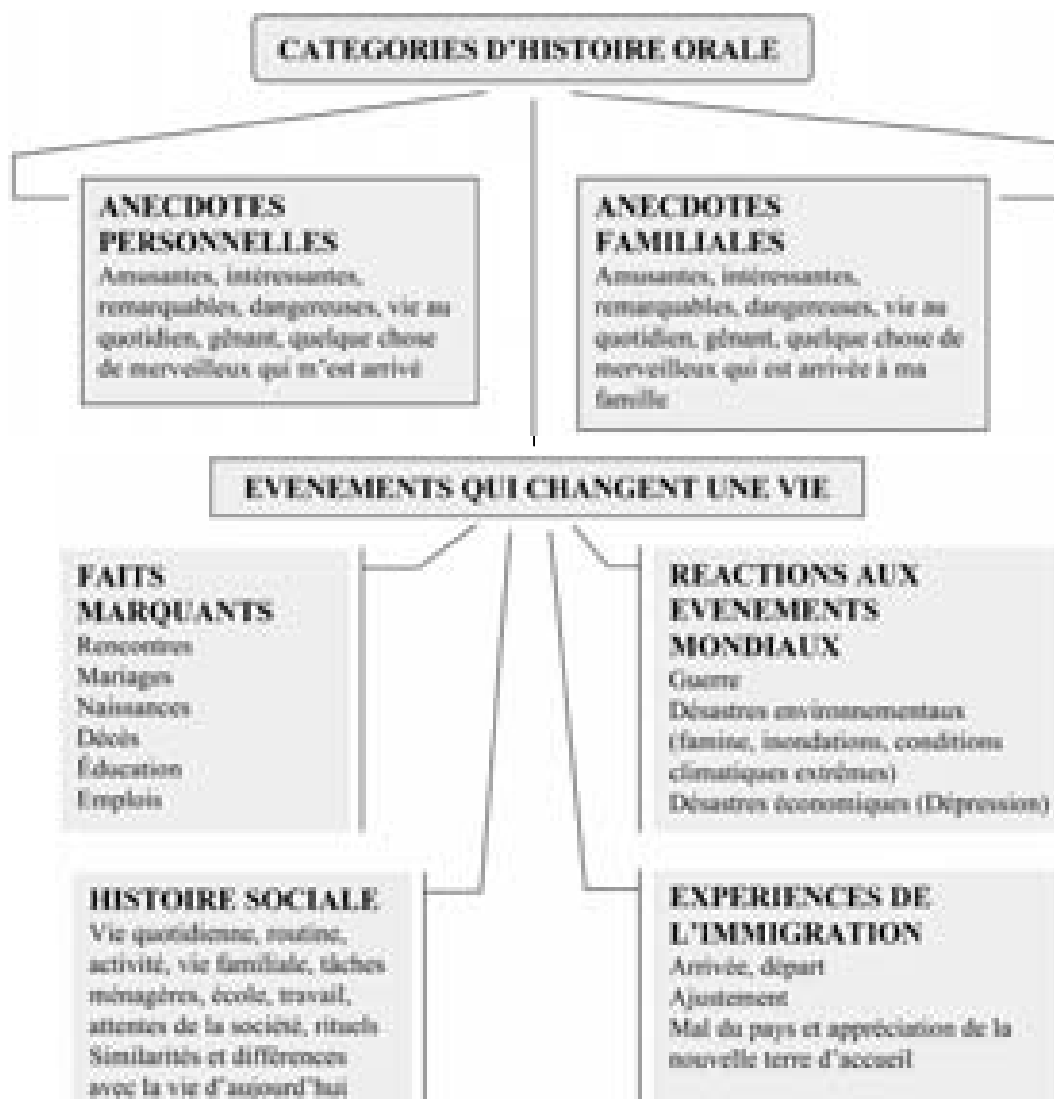 CATEGORIES D'HISTOIRE ORALE
ANECDOTES
PERSONNELLES
Amusantes, intéressantes,
remarquables, dangereuses, vie au
quotidien, gênant, quelque chose
de merveilleux qui m'est arrivé
ANECDOTES
FAMILIALES
Amusantes, intéressantes,
remarquables, dangereuses, vie au
quotidien, gênant, quelque chose de
merveilleux qui est arrivée à ma
famille
EVENEMENTS QUI CHANGENT UNE VIE
FAITS
MARQUANTS
Rencontres
Mariages
Naissances
Décès
Éducation
Emplois
REACTIONS AUX
EVENEMENTS
MONDIAUX
Guerre
Désastres environnementaux
(famine, inondations, conditions
climatiques extrêmes)
Désastres économiques (Dépression)
HISTOIRE SOCIALE
Vie quotidienne, routine,
activité, vie familiale, tâches
ménagères, école, travail,
attentes de la société, rituels
Similarités et différences
avec la vie d'aujourd'hui
EXPERIENCES DE
L'IMMIGRATION
Arrivée, départ
Ajustement
Mal du pays et appréciation de la
nouvelle terre d'accueil